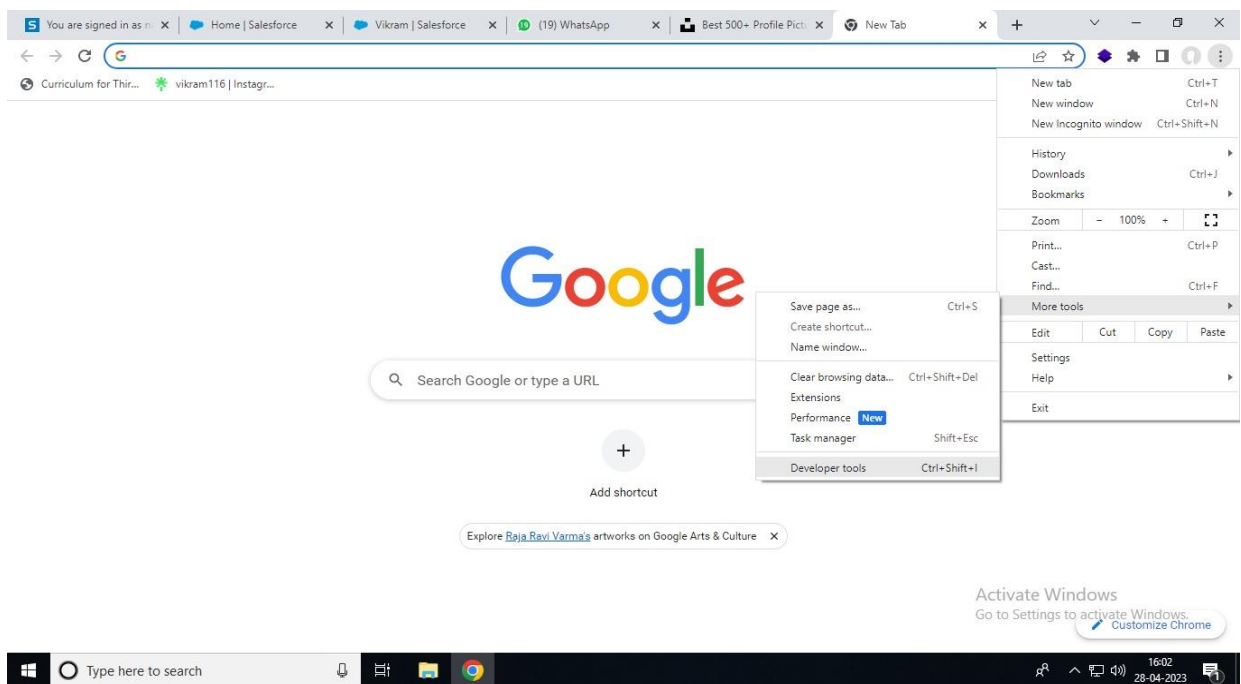 S You are signed in as n
Home | Salesforce
Vikram | Salesforce
(19) WhatsApp
Best 500+ Profile Pictu
New Tab
G
Curriculum for Thir...
vikram116 | Instagr...
New tab Ctrl+T
New window Ctrl+N
New Incognito window Ctrl+Shift+N
History
Downloads Ctrl+J
Bookmarks
Zoom - 100% +
Print... Ctrl+P
Cast...
Find... Ctrl+F
More tools
Edit Cut Copy Paste
Settings
Help
Exit
Google
Save page as... Ctrl+S
Create shortcut...
Name window...
Clear browsing data... Ctrl+Shift+Del
Extensions
Performance New
Task manager Shift+Esc
Developer tools Ctrl+Shift+I
Search Google or type a URL
Add shortcut
Explore Raja Ravi Varma's artworks on Google Arts & Culture
Activate Windows
Go to Settings to activate Windows.
Customize Chrome
Type here to search
16:02
28-04-2023
1